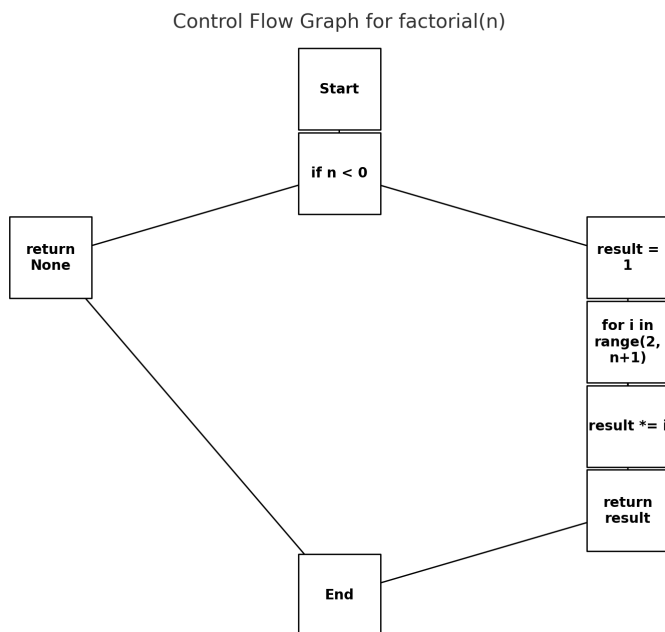 Control Flow Graph for factorial(n)
Start
if n < 0
return
None
result =
1
for i in
range(2,
n+1)
result *= i
return
result
End